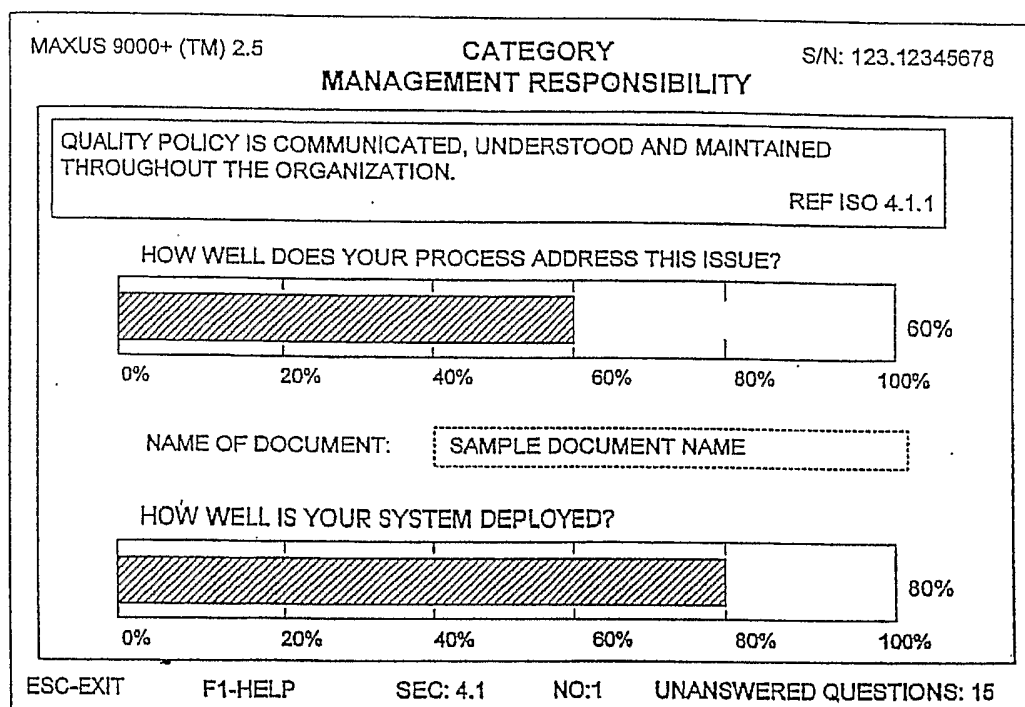 MAXUS 9000+ (TM) 2.5
CATEGORY
S/N: 123.12345678
MANAGEMENT RESPONSIBILITY
QUALITY POLICY IS COMMUNICATED, UNDERSTOOD AND MAINTAINED
THROUGHOUT THE ORGANIZATION.
REF ISO 4.1.1
HOW WELL DOES YOUR PROCESS ADDRESS THIS ISSUE?
60%
0% 20% 40% 60% 80% 100%
NAME OF DOCUMENT: SAMPLE DOCUMENT NAME
HOW WELL IS YOUR SYSTEM DEPLOYED?
80%
0% 20% 40% 60% 80% 100%
ESC-EXIT F1-HELP SEC: 4.1 NO:1 UNANSWERED QUESTIONS: 15